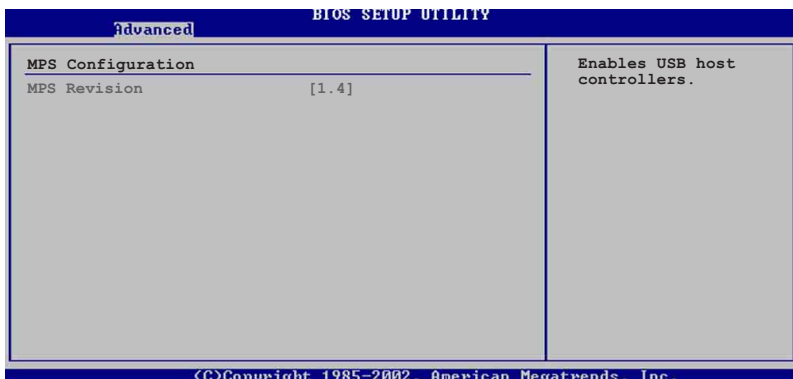 BIOS SETUP UTILITY
Advanced
MPS Configuration
MPS Revision [1.4]
Enables USB host
controllers.
(C)Copyright 1985-2002, American Megatrends, Inc.